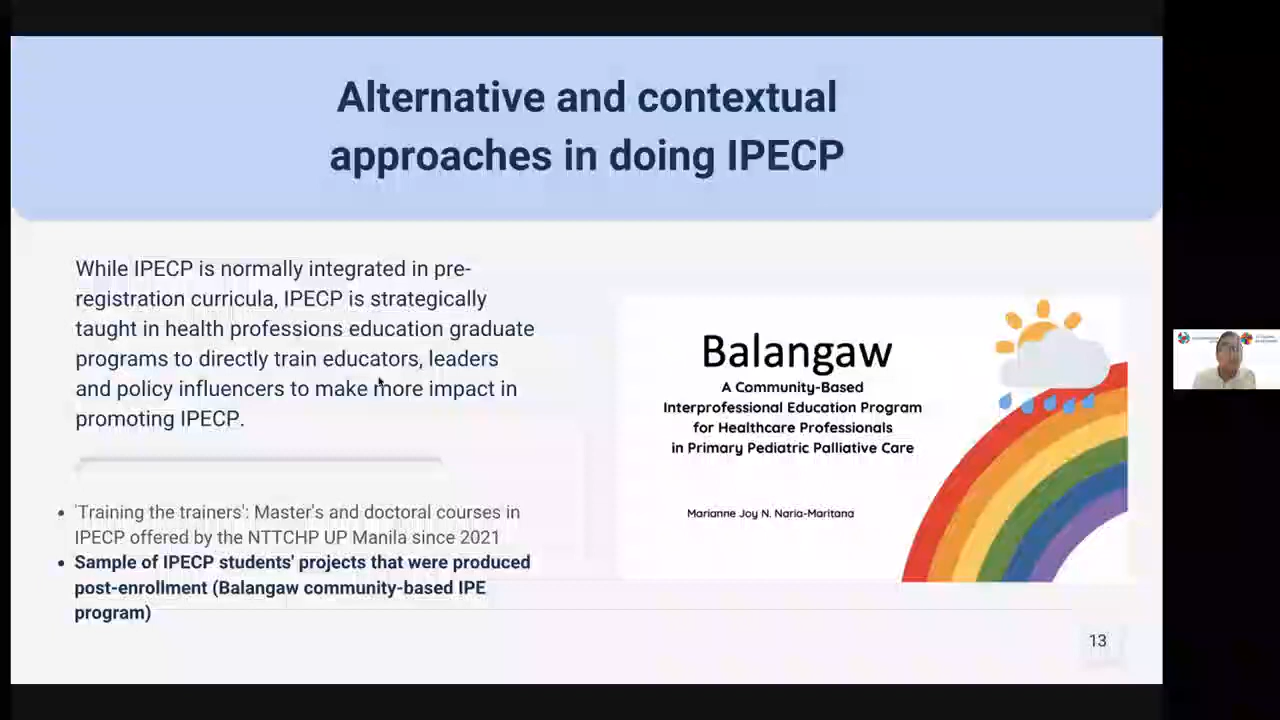 Alternative and contextual
approaches in doing IPECP
While IPECP is normally integrated in pre-
registration curricula, IPECP is strategically
taught in health professions education graduate
programs to directly train educators, leaders
and policy influencers to make more impact in
promoting IPECP.
• 'Training the trainers': Master's and doctoral courses in
IPECP offered by the NTTCHP UP Manila since 2021
• Sample of IPECP students' projects that were produced
post-enrollment (Balangaw community-based IPE
program)
Balangaw
A Community-Based
Interprofessional Education Program
for Healthcare Professionals
in Primary Pediatric Palliative Care
Marianne Joy N. Naria-Maritana
13